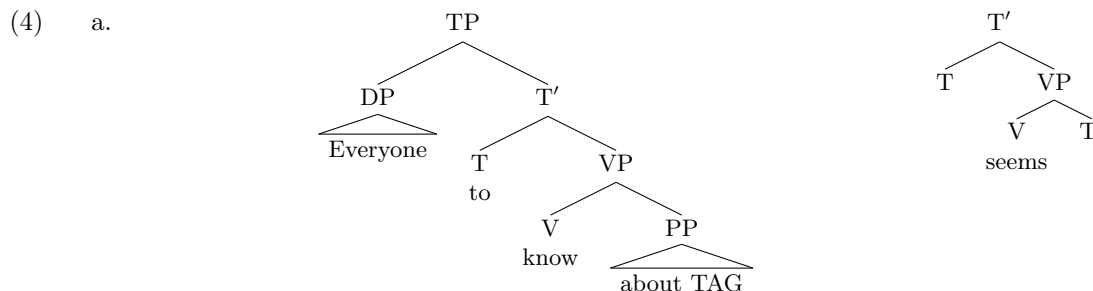 (4) a. TP T′
DP T′ T VP
Everyone T VP V T
to seems
V PP
know about TAG